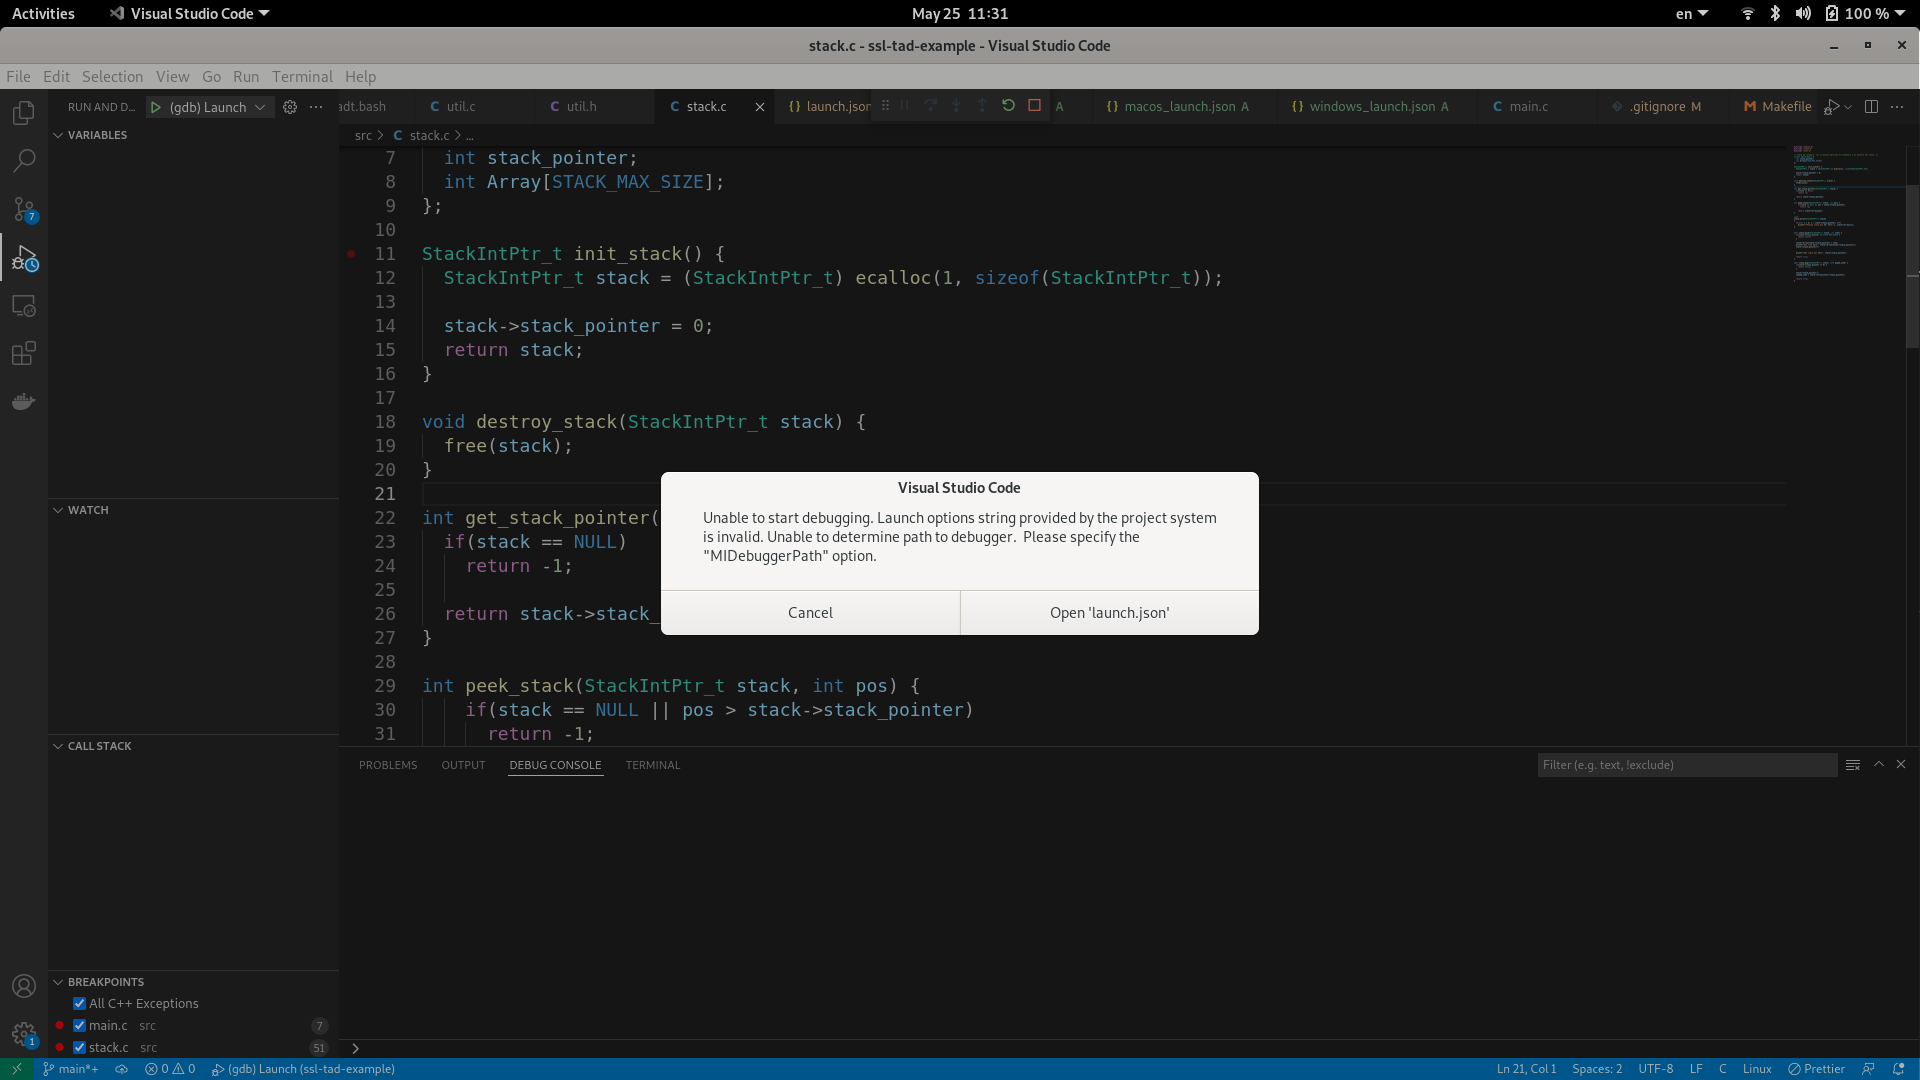 Activities
Visual Studio Code
May 25 11:31
en
100 %
stack.c - ssl-tad-example - Visual Studio Code
File Edit Selection View Go Run Terminal Help
RUN AND D...
(gdb) Launch
adt.bash
util.c
util.h
stack.c
launch.json
A
macos_launch.json A
windows_launch.json A
main.c
.gitignore M
Makefile
VARIABLES
src > C stack.c > ...
7 int stack_pointer;
8 int Array[STACK_MAX_SIZE];
9 };
10
11 StackIntPtr_t init_stack() {
12 StackIntPtr_t stack = (StackIntPtr_t) ecalloc(1, sizeof(StackIntPtr_t));
13
14 stack->stack_pointer = 0;
15 return stack;
16 }
17
18 void destroy_stack(StackIntPtr_t stack) {
19 free(stack);
20 }
21
22 int get_stack_pointer(
23 if(stack == NULL)
24 return -1;
25
26 return stack->stack_
27 }
28
29 int peek_stack(StackIntPtr_t stack, int pos) {
30 if(stack == NULL || pos > stack->stack_pointer)
31 return -1;
7
WATCH
CALL STACK
Visual Studio Code
Unable to start debugging. Launch options string provided by the project system
is invalid. Unable to determine path to debugger.  Please specify the
"MIDebuggerPath" option.
Cancel
Open 'launch.json'
PROBLEMS OUTPUT DEBUG CONSOLE TERMINAL
Filter (e.g. text, !exclude)
BREAKPOINTS
All C++ Exceptions
main.c src 7
stack.c src 51
1
>
main*+
0 0
(gdb) Launch (ssl-tad-example)
Ln 21, Col 1
Spaces: 2
UTF-8
LF
C
Linux
Prettier